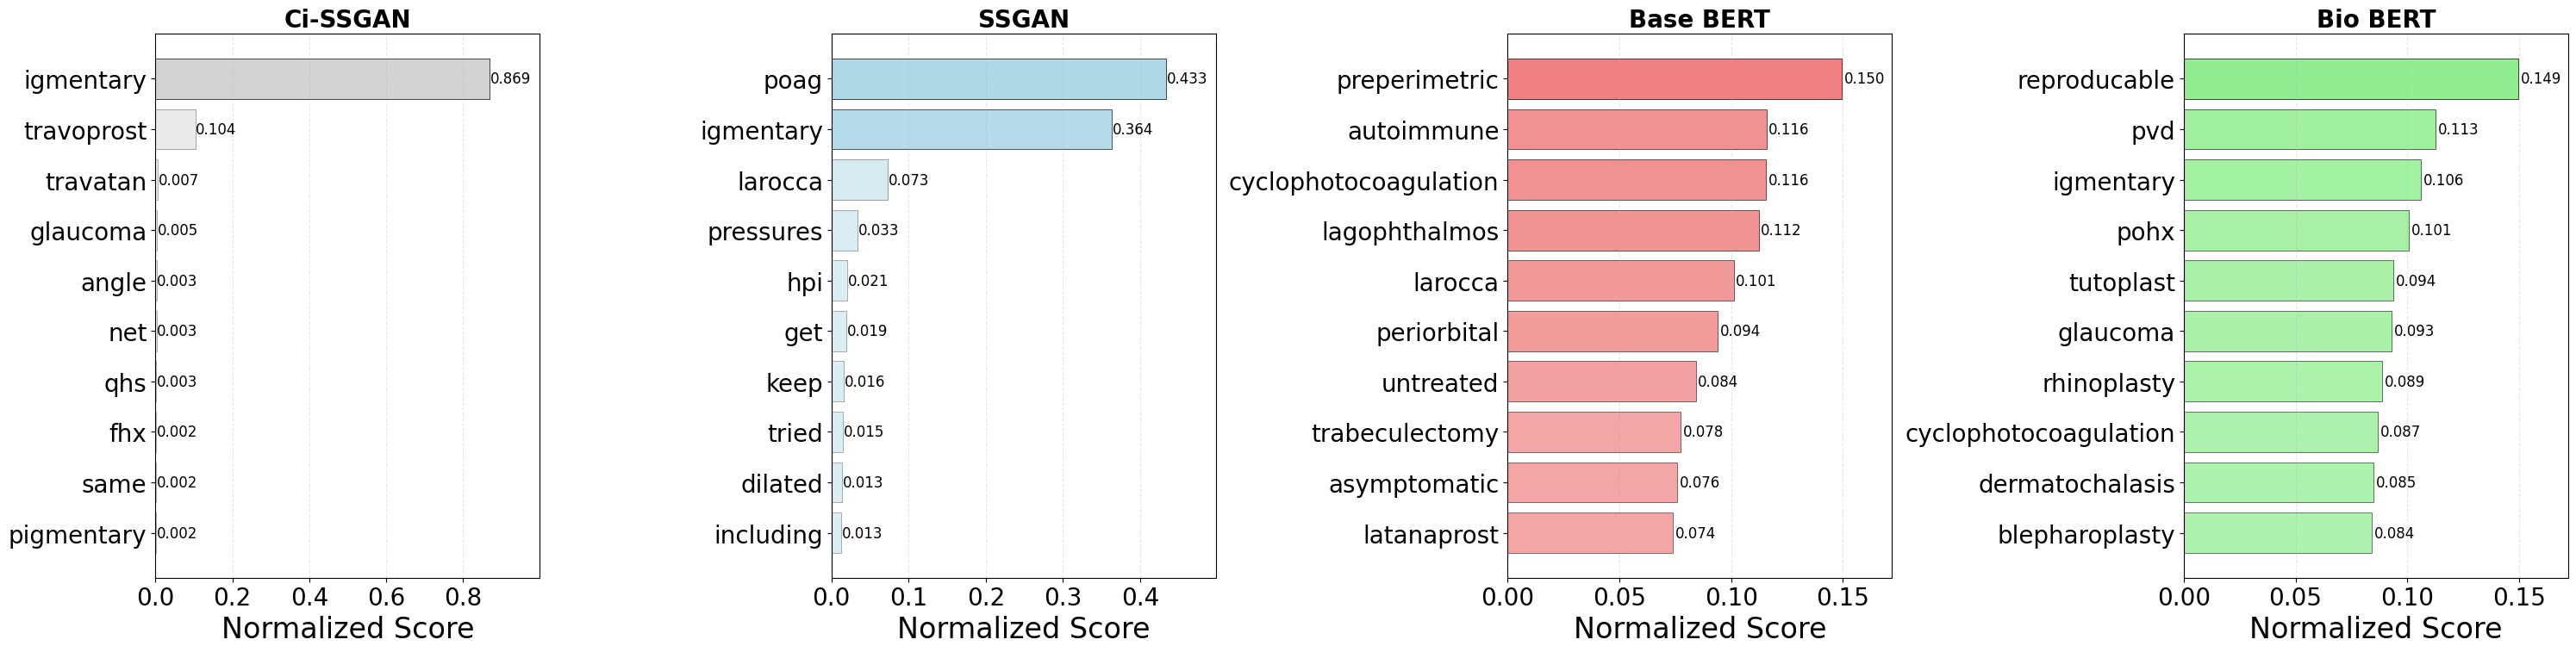 Ci-SSGAN
igmentary 0.869
travoprost 0.104
travatan 0.007
glaucoma 0.005
angle 0.003
net 0.003
qhs 0.003
fhx 0.002
same 0.002
pigmentary 0.002
0.0 0.2 0.4 0.6 0.8
Normalized Score
SSGAN
poag 0.433
igmentary 0.364
larocca 0.073
pressures 0.033
hpi 0.021
get 0.019
keep 0.016
tried 0.015
dilated 0.013
including 0.013
0.0 0.1 0.2 0.3 0.4
Normalized Score
Base BERT
preperimetric 0.150
autoimmune 0.116
cyclophotocoagulation 0.116
lagophthalmos 0.112
larocca 0.101
periorbital 0.094
untreated 0.084
trabeculectomy 0.078
asymptomatic 0.076
latanaprost 0.074
0.00 0.05 0.10 0.15
Normalized Score
Bio BERT
reproducable 0.149
pvd 0.113
igmentary 0.106
pohx 0.101
tutoplast 0.094
glaucoma 0.093
rhinoplasty 0.089
cyclophotocoagulation 0.087
dermatochalasis 0.085
blepharoplasty 0.084
0.00 0.05 0.10 0.15
Normalized Score